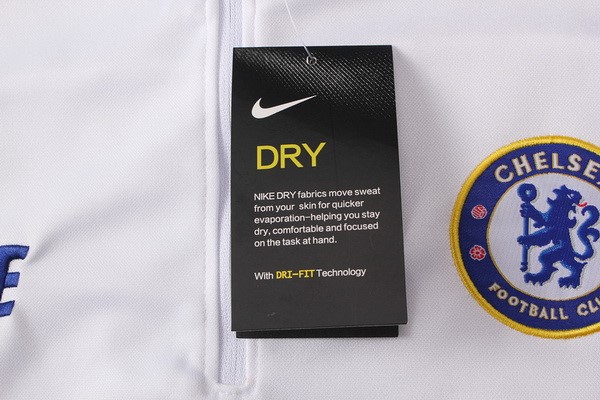 DRY
NIKE DRY fabrics move sweat
from your skin for quicker
evaporation-helping you stay
dry, comfortable and focused
on the task at hand.
With DRI-FIT Technology
CHELSEA
FOOTBALL CLU
E